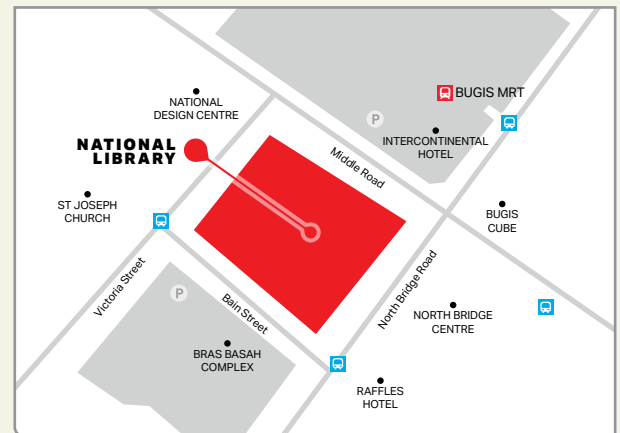 BUGIS MRT
NATIONAL
DESIGN CENTRE
P
INTERCONTINENTAL
HOTEL
NATIONAL
LIBRARY
Middle Road
ST JOSEPH
CHURCH
BUGIS
CUBE
Victoria Street
North Bridge Road
P
Bain Street
NORTH BRIDGE
CENTRE
BRAS BASAH
COMPLEX
RAFFLES
HOTEL